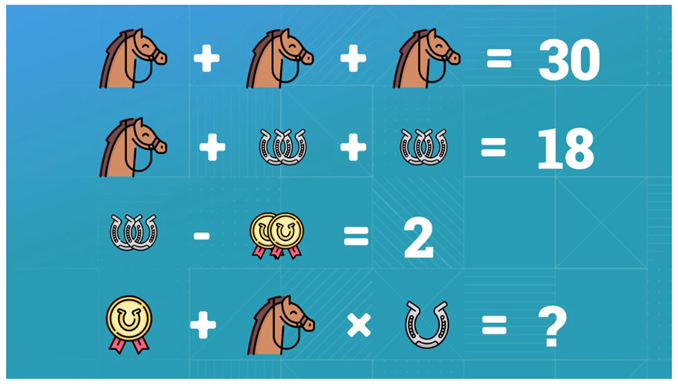 + + = 30
+ + = 18
- = 2
+ × = ?